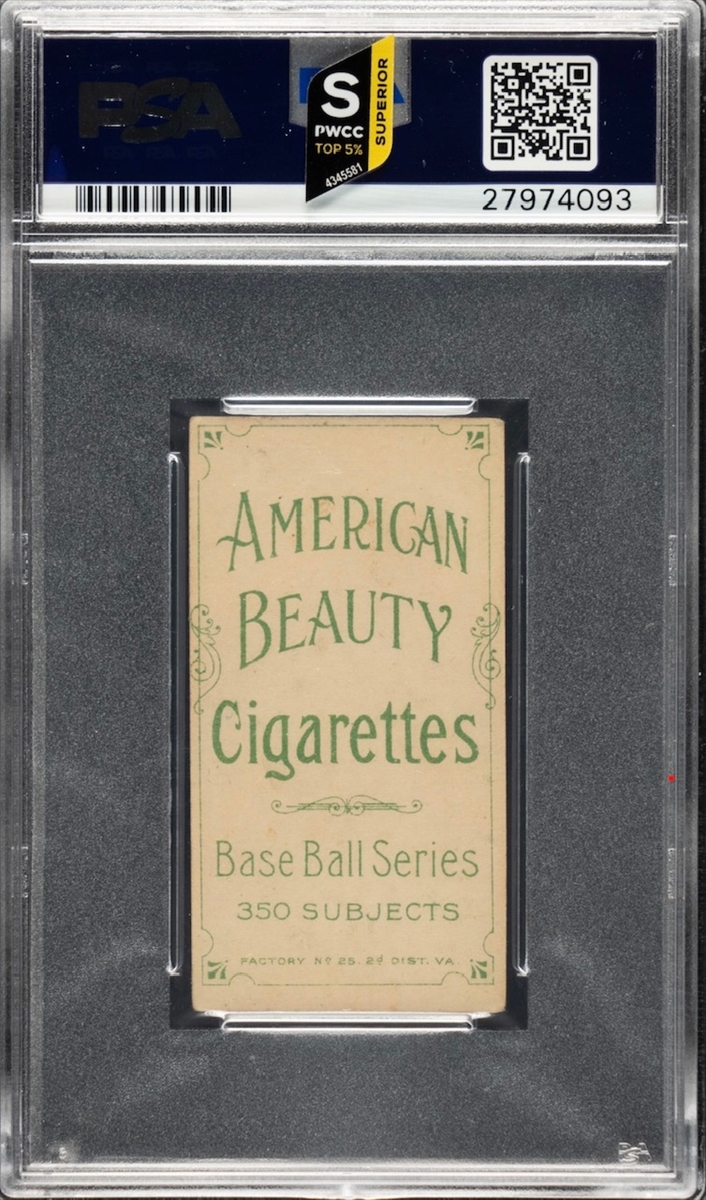 PSA
S
PWCC
TOP 5%
4345581
SUPERIOR
27974093
AMERICAN
BEAUTY
Cigarettes
Base Ball Series
350 SUBJECTS
FACTORY Nº 25. 2d DIST. VA.
PSA